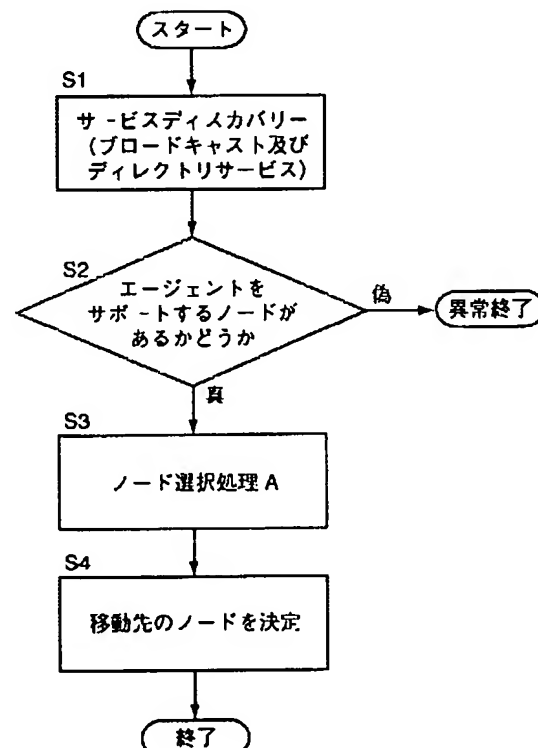 スタート
S1
サービスディスカバリー
(ブロードキャスト及び
ディレクトリサービス)
S2
エージェントを
サポートするノードが
あるかどうか
偽
異常終了
真
S3
ノード選択処理 A
S4
移動先のノードを決定
終了